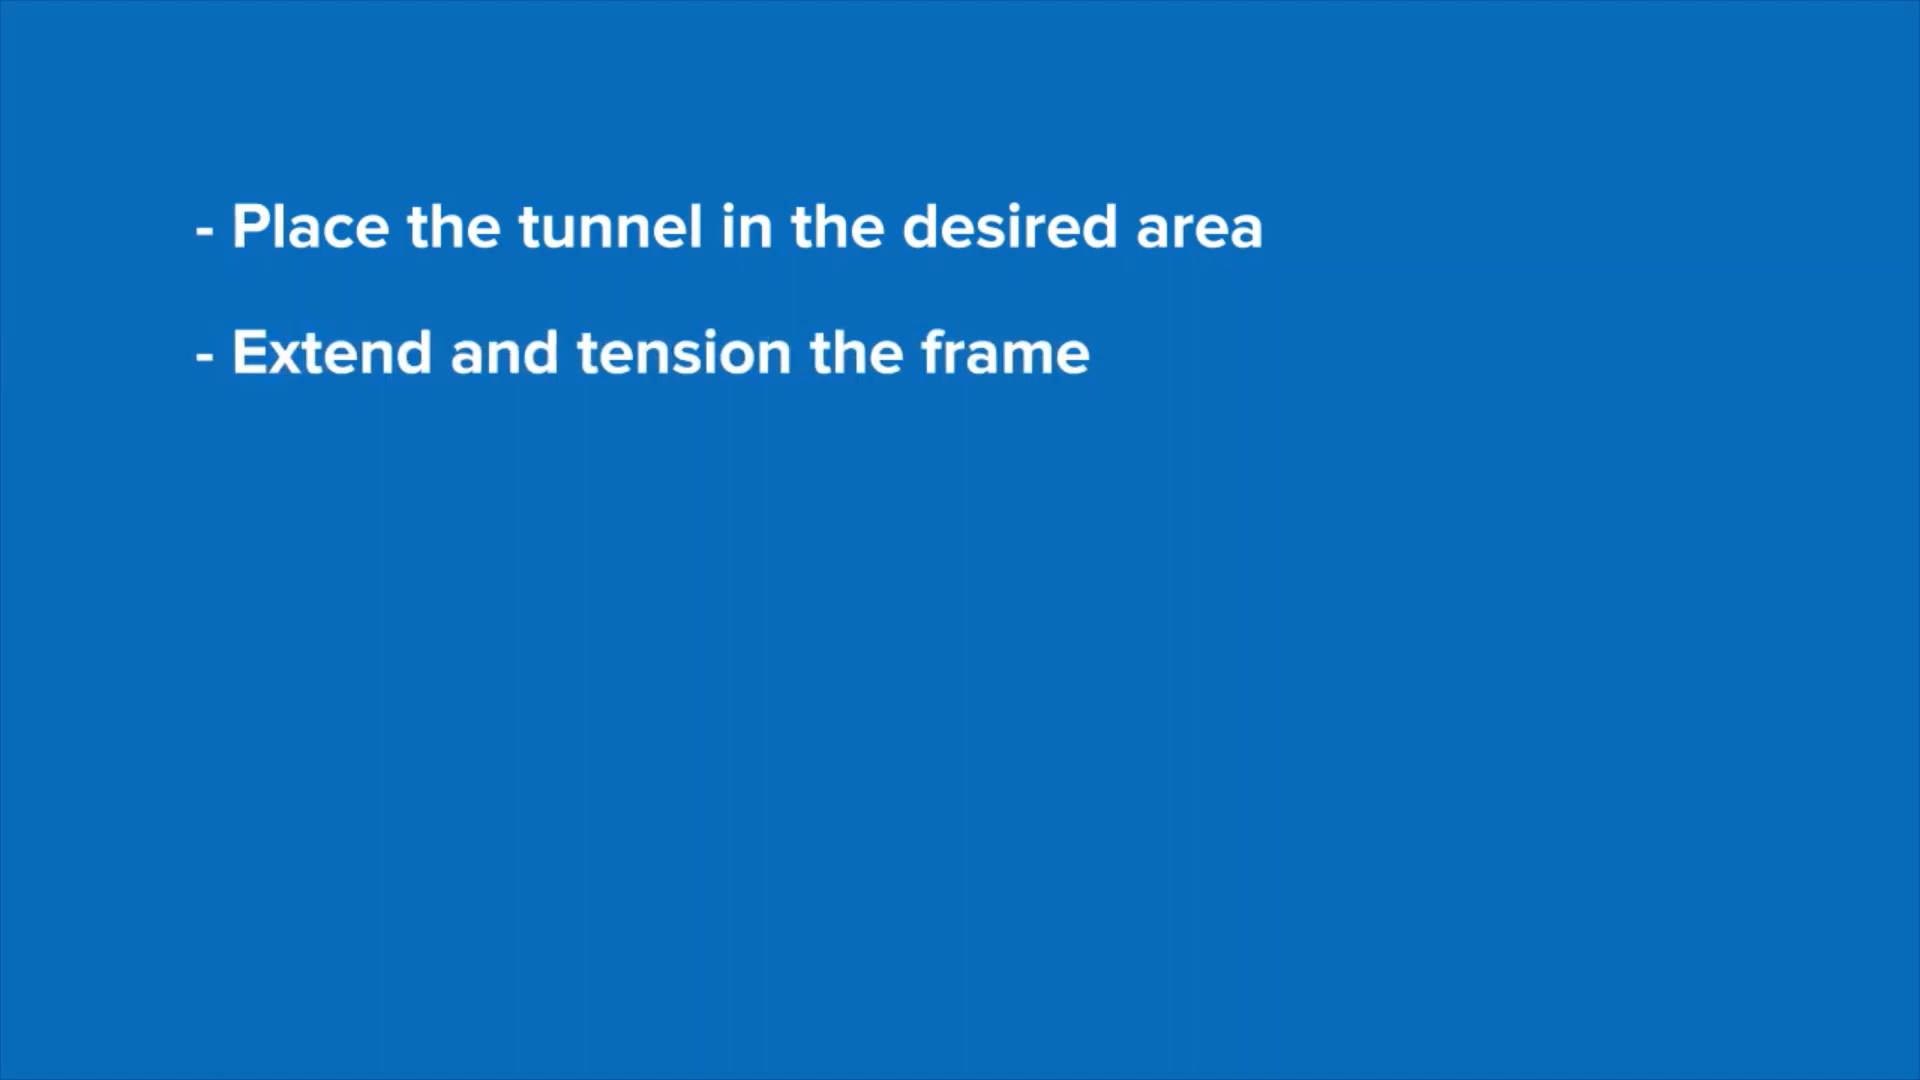 - Place the tunnel in the desired area
- Extend and tension the frame